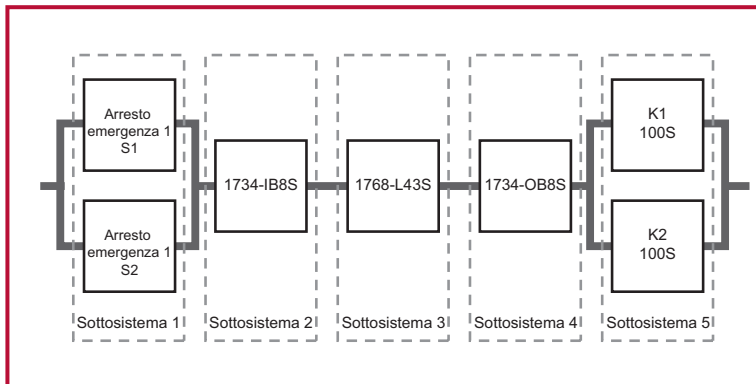 Arresto
emergenza 1
S1
Arresto
emergenza 1
S2
Sottosistema 1
1734-IB8S
Sottosistema 2
1768-L43S
Sottosistema 3
1734-OB8S
Sottosistema 4
K1
100S
K2
100S
Sottosistema 5